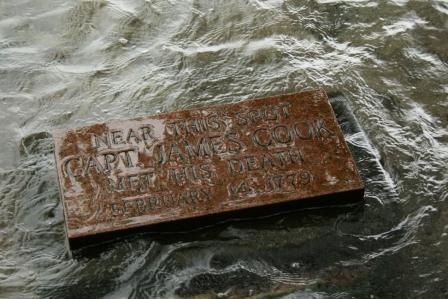 NEAR THIS SPOT
CAPT. JAMES COOK
MET HIS DEATH
FEBRUARY 14, 1779